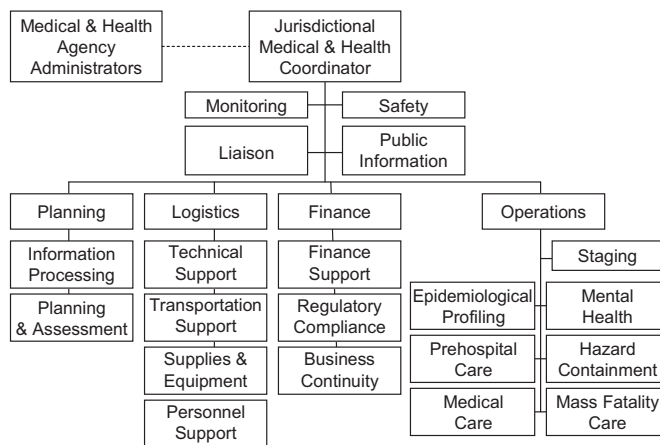 Medical & Health
Agency
Administrators
Jurisdictional
Medical & Health
Coordinator
Monitoring
Safety
Liaison
Public
Information
Planning
Logistics
Finance
Operations
Information
Processing
Planning
& Assessment
Technical
Support
Transportation
Support
Supplies &
Equipment
Personnel
Support
Finance
Support
Regulatory
Compliance
Business
Continuity
Staging
Epidemiological
Profiling
Mental
Health
Prehospital
Care
Hazard
Containment
Medical
Care
Mass Fatality
Care